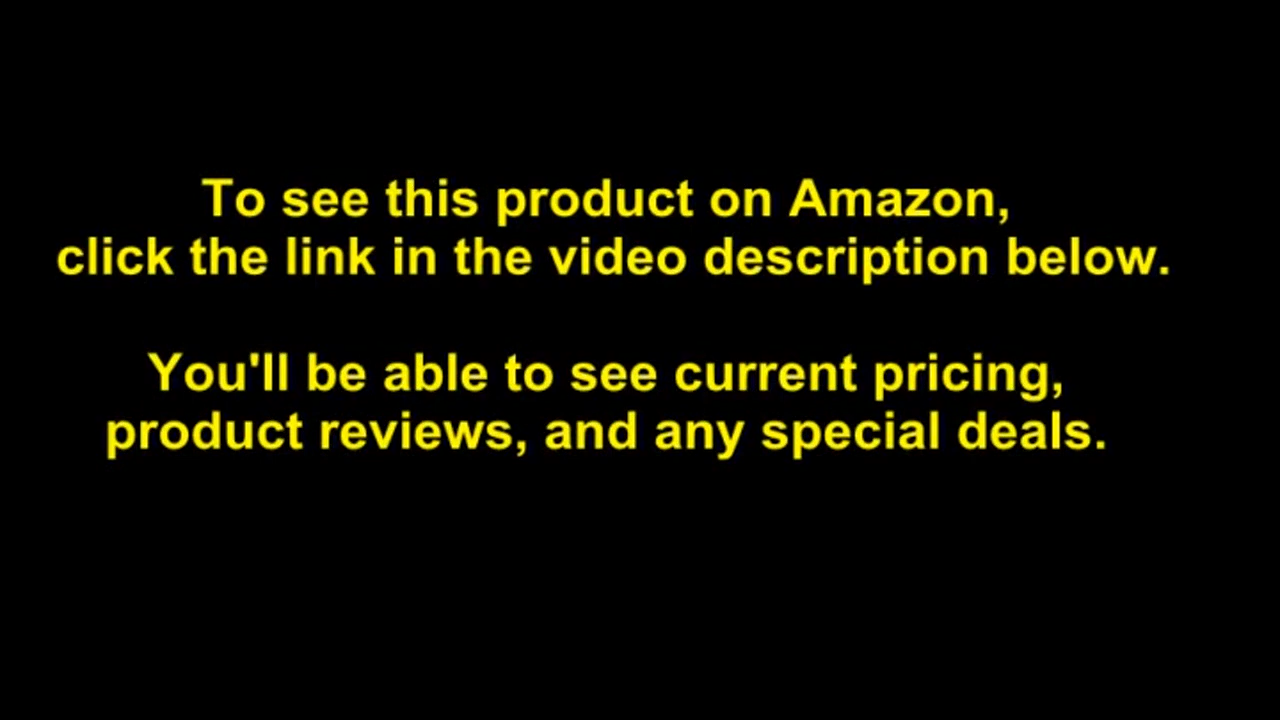 To see this product on Amazon,
click the link in the video description below.
You'll be able to see current pricing,
product reviews, and any special deals.